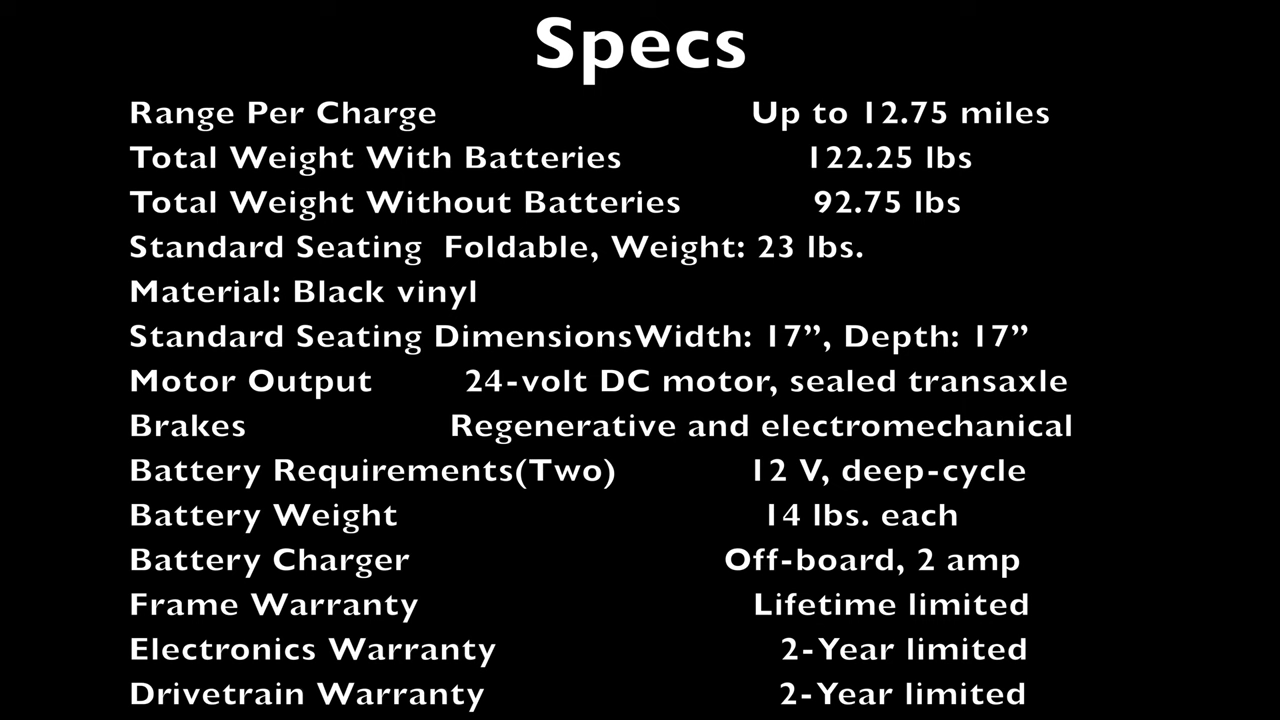 Specs
Range Per Charge Up to 12.75 miles
Total Weight With Batteries 122.25 lbs
Total Weight Without Batteries 92.75 lbs
Standard Seating Foldable, Weight: 23 lbs.
Material: Black vinyl
Standard Seating DimensionsWidth: 17”, Depth: 17”
Motor Output 24-volt DC motor, sealed transaxle
Brakes Regenerative and electromechanical
Battery Requirements(Two) 12 V, deep-cycle
Battery Weight 14 lbs. each
Battery Charger Off-board, 2 amp
Frame Warranty Lifetime limited
Electronics Warranty 2-Year limited
Drivetrain Warranty 2-Year limited